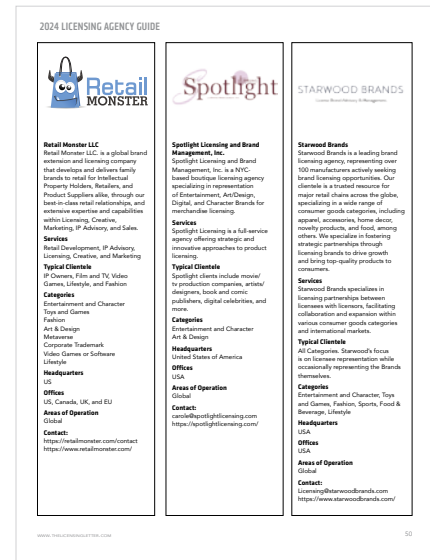 2024 LICENSING AGENCY GUIDE
Retail
MONSTER
Retail Monster LLC
Retail Monster LLC. is a global brand
extension and licensing company
that develops and delivers family
brands to retail for Intellectual
Property Holders, Retailers, and
Product Suppliers alike, through our
best-in-class retail relationships, and
extensive expertise and capabilities
within Licensing, Creative,
Marketing, IP Advisory, and Sales.
Services
Retail Development, IP Advisory,
Licensing, Creative, and Marketing
Typical Clientele
IP Owners, Film and TV, Video
Games, Lifestyle, and Fashion
Categories
Entertainment and Character
Toys and Games
Fashion
Art & Design
Metaverse
Corporate Trademark
Video Games or Software
Lifestyle
Headquarters
US
Offices
US, Canada, UK, and EU
Areas of Operation
Global
Contact:
https://retailmonster.com/contact
https://www.retailmonster.com/
Spotlight
Spotlight Licensing and Brand
Management, Inc.
Spotlight Licensing and Brand
Management, Inc. is a NYC-
based boutique licensing agency
specializing in representation
of Entertainment, Art/Design,
Digital, and Character Brands for
merchandise licensing.
Services
Spotlight Licensing is a full-service
agency offering strategic and
innovative approaches to product
licensing.
Typical Clientele
Spotlight clients include movie/
tv production companies, artists/
designers, book and comic
publishers, digital celebrities, and
more.
Categories
Entertainment and Character
Art & Design
Headquarters
United States of America
Offices
USA
Areas of Operation
Global
Contact:
carole@spotlightlicensing.com
https://spotlightlicensing.com/
STARWOOD BRANDS
Starwood Brands
Starwood Brands is a leading brand
licensing agency, representing over
100 manufacturers actively seeking
brand licensing opportunities. Our
clientele is a trusted resource for
major retail chains across the globe,
specializing in a wide range of
consumer goods categories, including
apparel, accessories, home decor,
novelty products, and food, among
others. We specialize in fostering
strategic partnerships through
licensing brands to drive growth
and bring top-quality products to
consumers.
Services
Starwood Brands specializes in
licensing partnerships between
licensees with licensors, facilitating
collaboration and expansion within
various consumer goods categories
and international markets.
Typical Clientele
All Categories. Starwood's focus
is on licensee representation while
occasionally representing the Brands
themselves.
Categories
Entertainment and Character, Toys
and Games, Fashion, Sports, Food &
Beverage, Lifestyle
Headquarters
USA
Offices
USA
Areas of Operation
Global
Contact:
Licensing@starwoodbrands.com
https://www.starwoodbrands.com/
WWW.THELICENSINGLETTER.COM
50